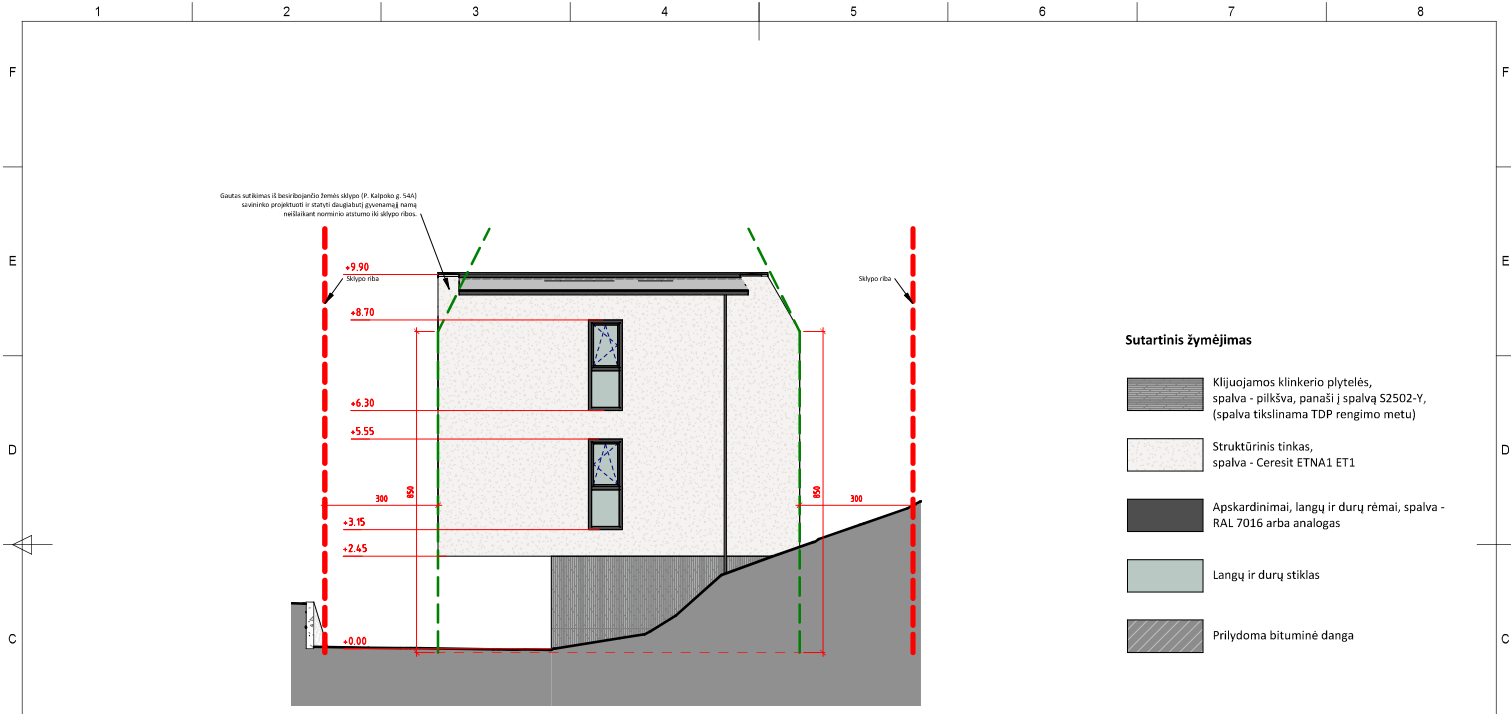 1 2 3 4 5 6 7 8
F F
Gautas sutikimas iš besiribojančio žemės sklypo (P. Kalpoko g. 54A)
savininko projektuoti ir statyti daugiabutį gyvenamąjį namą
neišlaikant norminio atstumo iki sklypo ribos.
E E
+9.90
Sklypo riba
Sklypo riba
+8.70
+6.30
+5.55
D D
850
850
300
300
+3.15
+2.45
+0.00
C C
Sutartinis žymėjimas
Klijuojamos klinkerio plytelės,
spalva - pilkšva, panaši į spalvą S2502-Y,
(spalva tikslinama TDP rengimo metu)
Struktūrinis tinkas,
spalva - Ceresit ETNA1 ET1
Apskardinimai, langų ir durų rėmai, spalva -
RAL 7016 arba analogas
Langų ir durų stiklas
Prilydoma bituminė danga